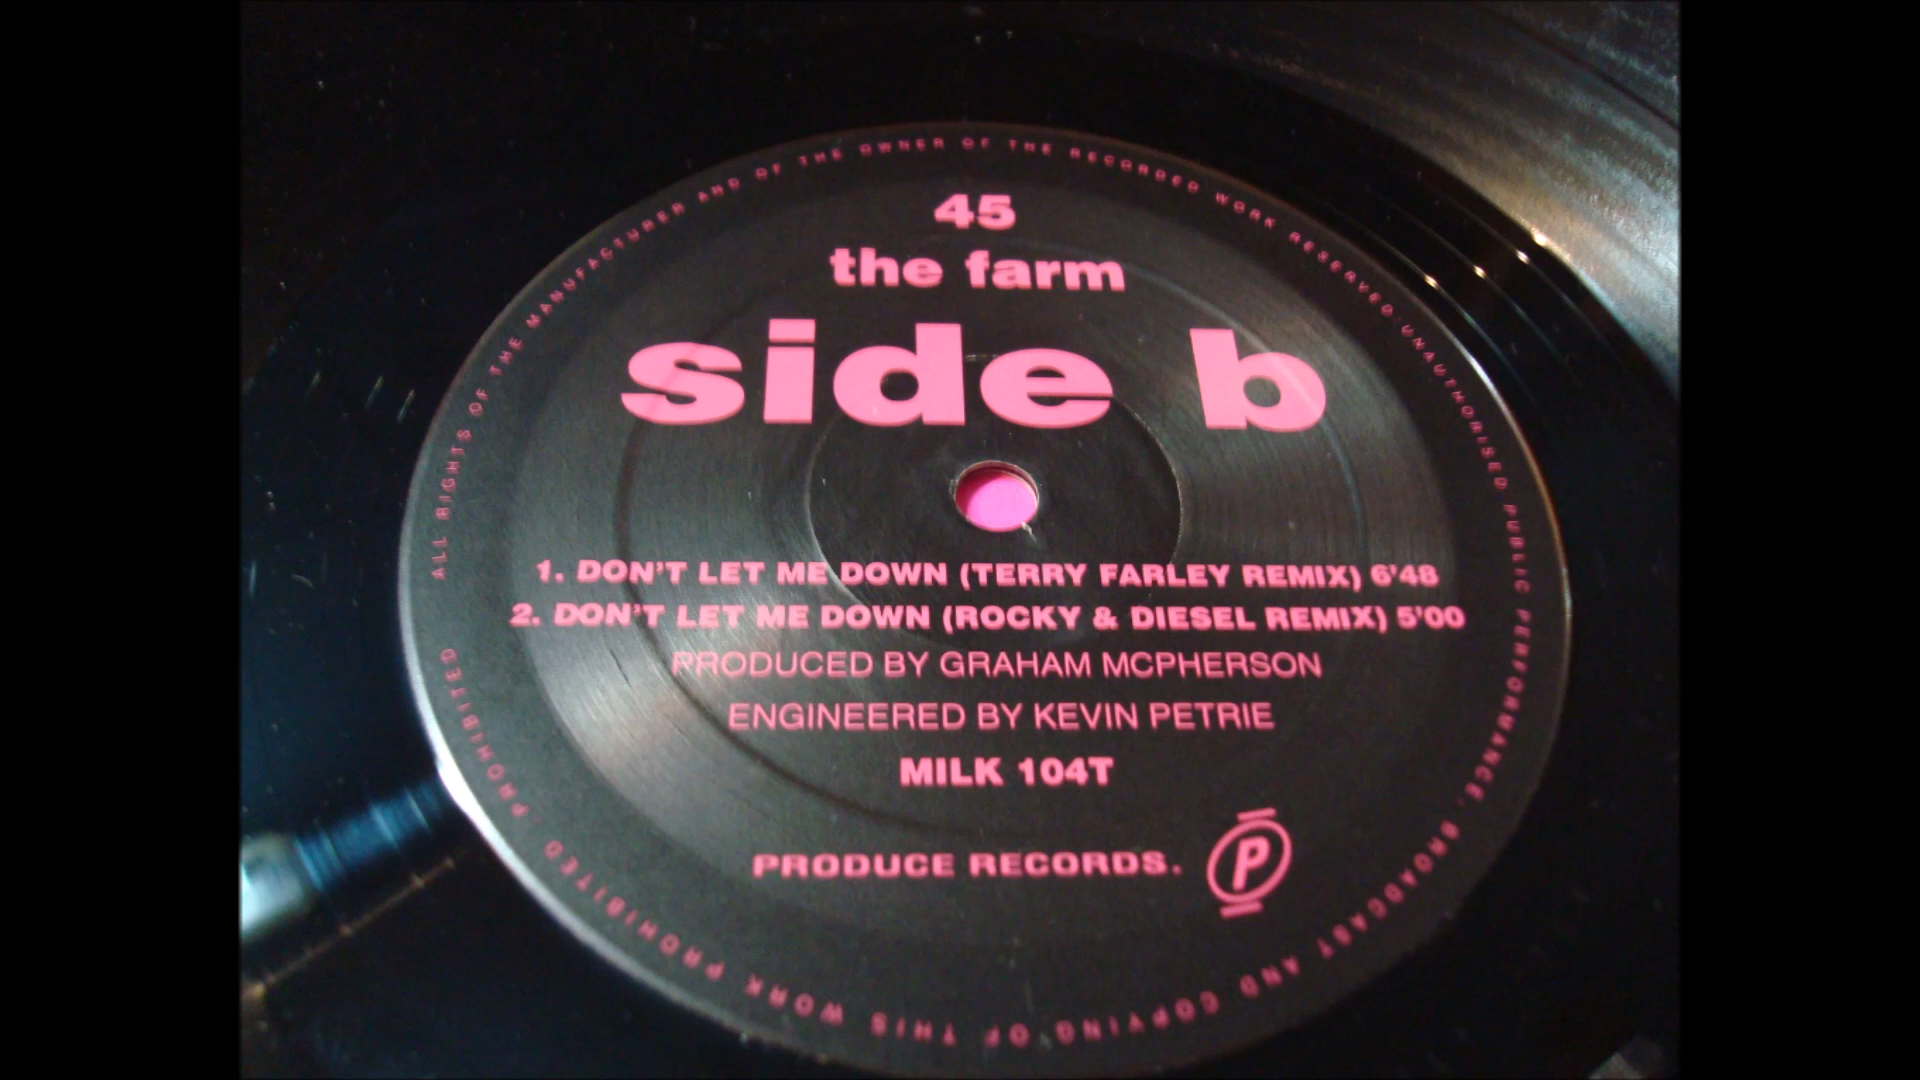 45
the farm
side b
1. DON'T LET ME DOWN (TERRY FARLEY REMIX) 6'48
2. DON'T LET ME DOWN (ROCKY & DIESEL REMIX) 5'00
PRODUCED BY GRAHAM MCPHERSON
ENGINEERED BY KEVIN PETRIE
MILK 104T
PRODUCE RECORDS.
P
ALL RIGHTS OF THE MANUFACTURER AND OF THE OWNER OF THE RECORDED WORK RESERVED. UNAUTHORISED PUBLIC PERFORMANCE, BROADCAST AND COPYING OF THIS WORK PROHIBITED. PROHIBITED. PROHIBITED